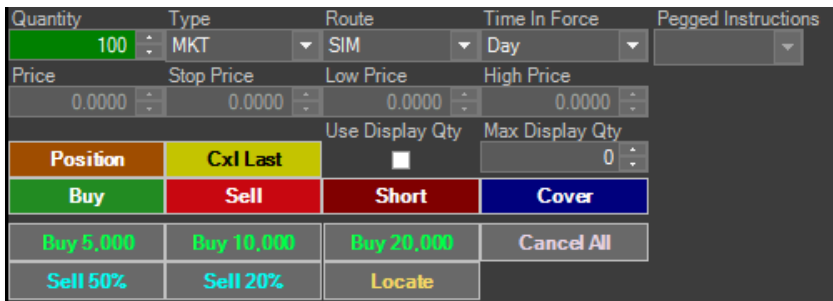 Quantity Type Route Time In Force Pegged Instructions
100 MKT SIM Day
Price Stop Price Low Price High Price
0.0000 0.0000 0.0000 0.0000
Use Display Qty Max Display Qty
Position Cxl Last 0
Buy Sell Short Cover
Buy 5,000 Buy 10,000 Buy 20,000 Cancel All
Sell 50% Sell 20% Locate